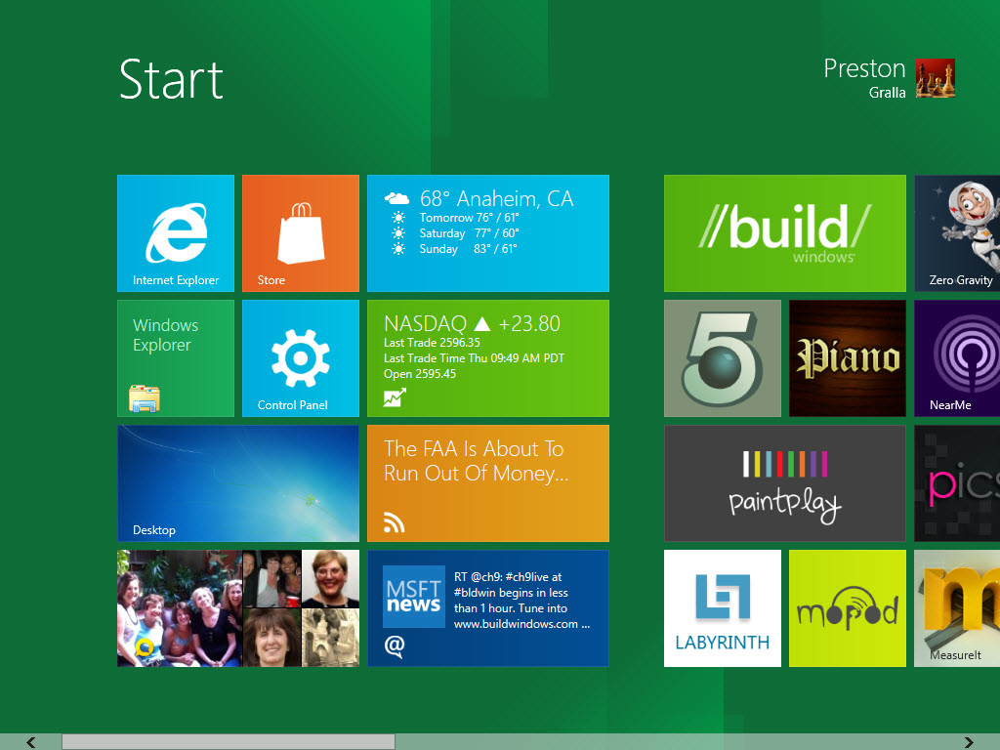 Start
Preston
Gralla
Internet Explorer
Store
68° Anaheim, CA
Tomorrow 76° / 61°
Saturday 77° / 60°
Sunday 83° / 61°
//build/
windows
Zero Gravity
Windows
Explorer
Control Panel
NASDAQ ▲ +23.80
Last Trade 2596.35
Last Trade Time Thu 09:49 AM PDT
Open 2595.45
5
Piano
NearMe
Desktop
The FAA Is About To
Run Out Of Money...
paintplay
pics
MSFT
news
RT @ch9: #ch9live at
#bldwin begins in less
than 1 hour. Tune into
www.buildwindows.com ...
@
LABYRINTH
mopod
m
MeasureIt